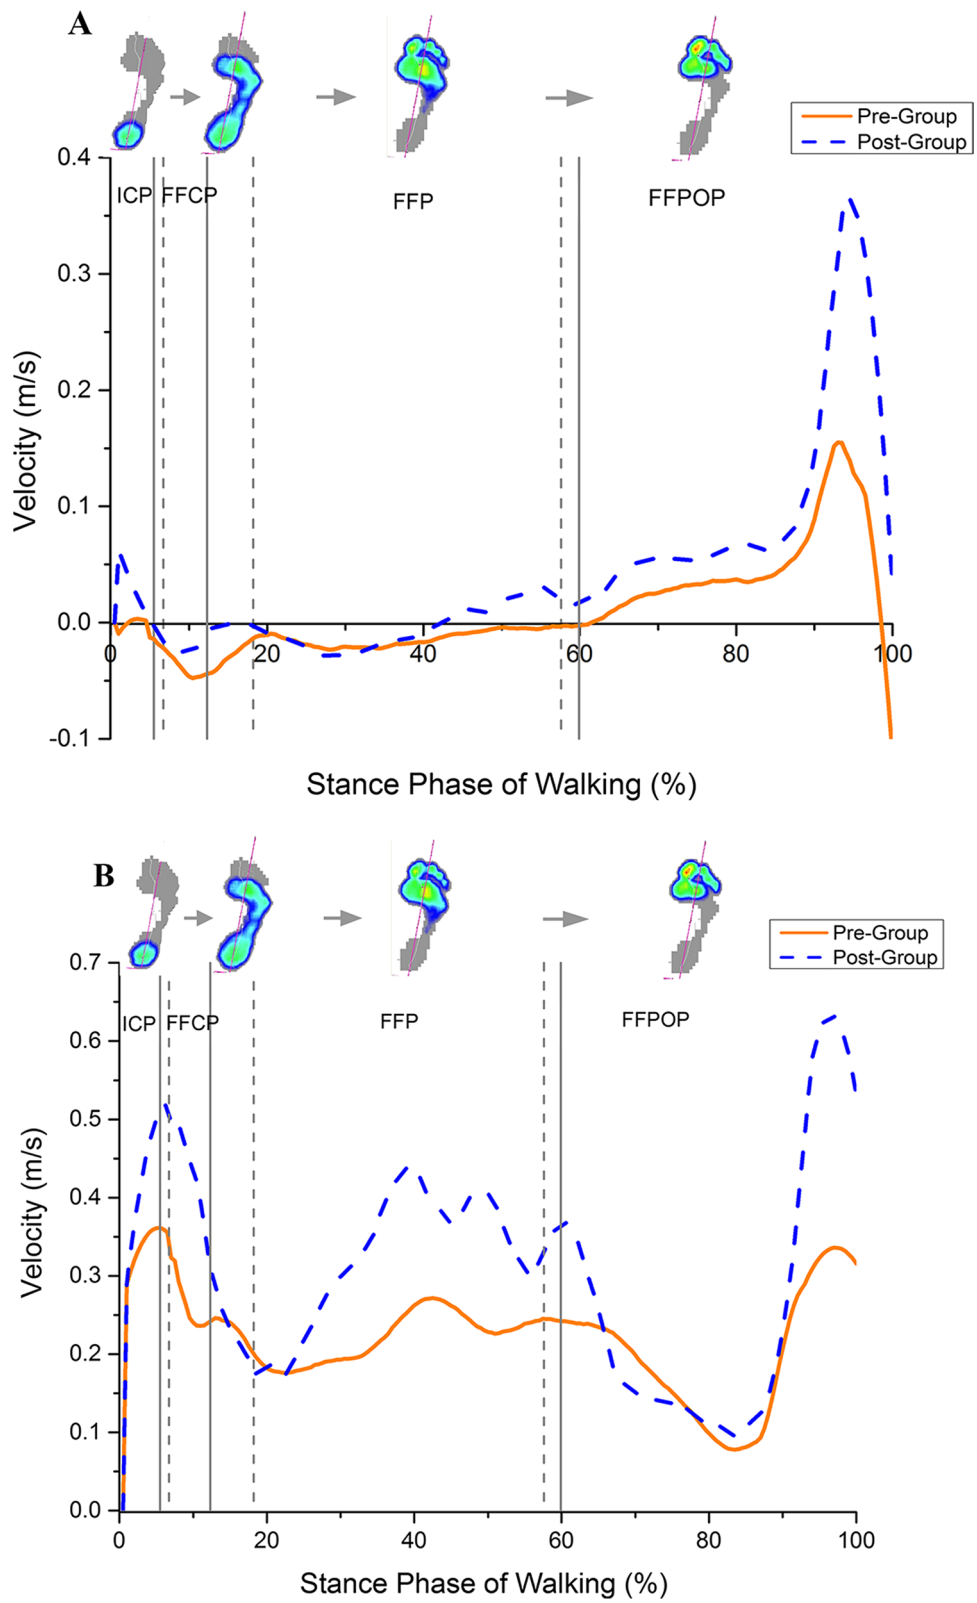 A
Pre-Group
Post-Group
0.4
ICP FFCP FFP FFPOP
0.3
0.2
0.1
0.0
0 20 40 60 80 100
-0.1
Velocity (m/s)
Stance Phase of Walking (%)
B
Pre-Group
Post-Group
0.7
ICP FFCP FFP FFPOP
0.6
0.5
0.4
0.3
0.2
0.1
0.0
0 20 40 60 80 100
Velocity (m/s)
Stance Phase of Walking (%)